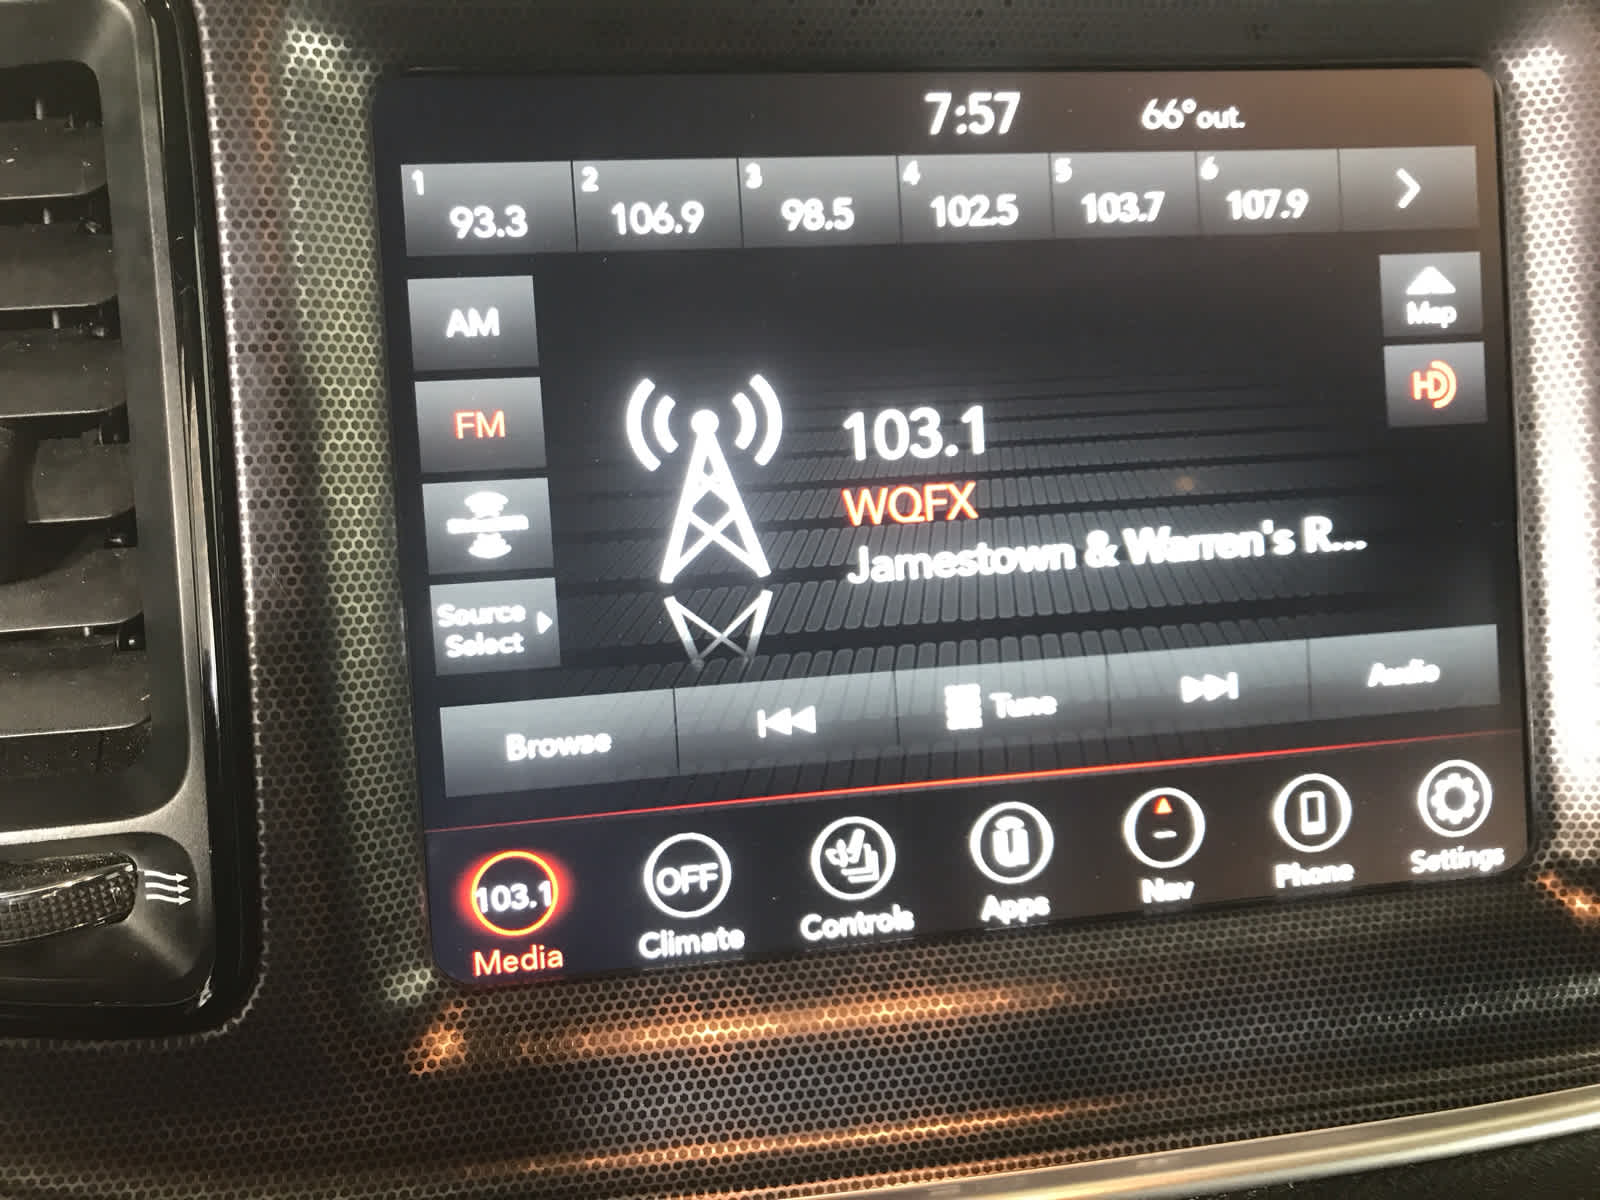 7:57 66° out.
1 93.3 2 106.9 3 98.5 4 102.5 5 103.7 6 107.9
AM
Map
FM
HD
103.1
WQFX
Jamestown & Warren's R...
Source
Select
Browse Tune Audio
103.1 OFF
Media Climate Controls Apps Nav Phone Settings